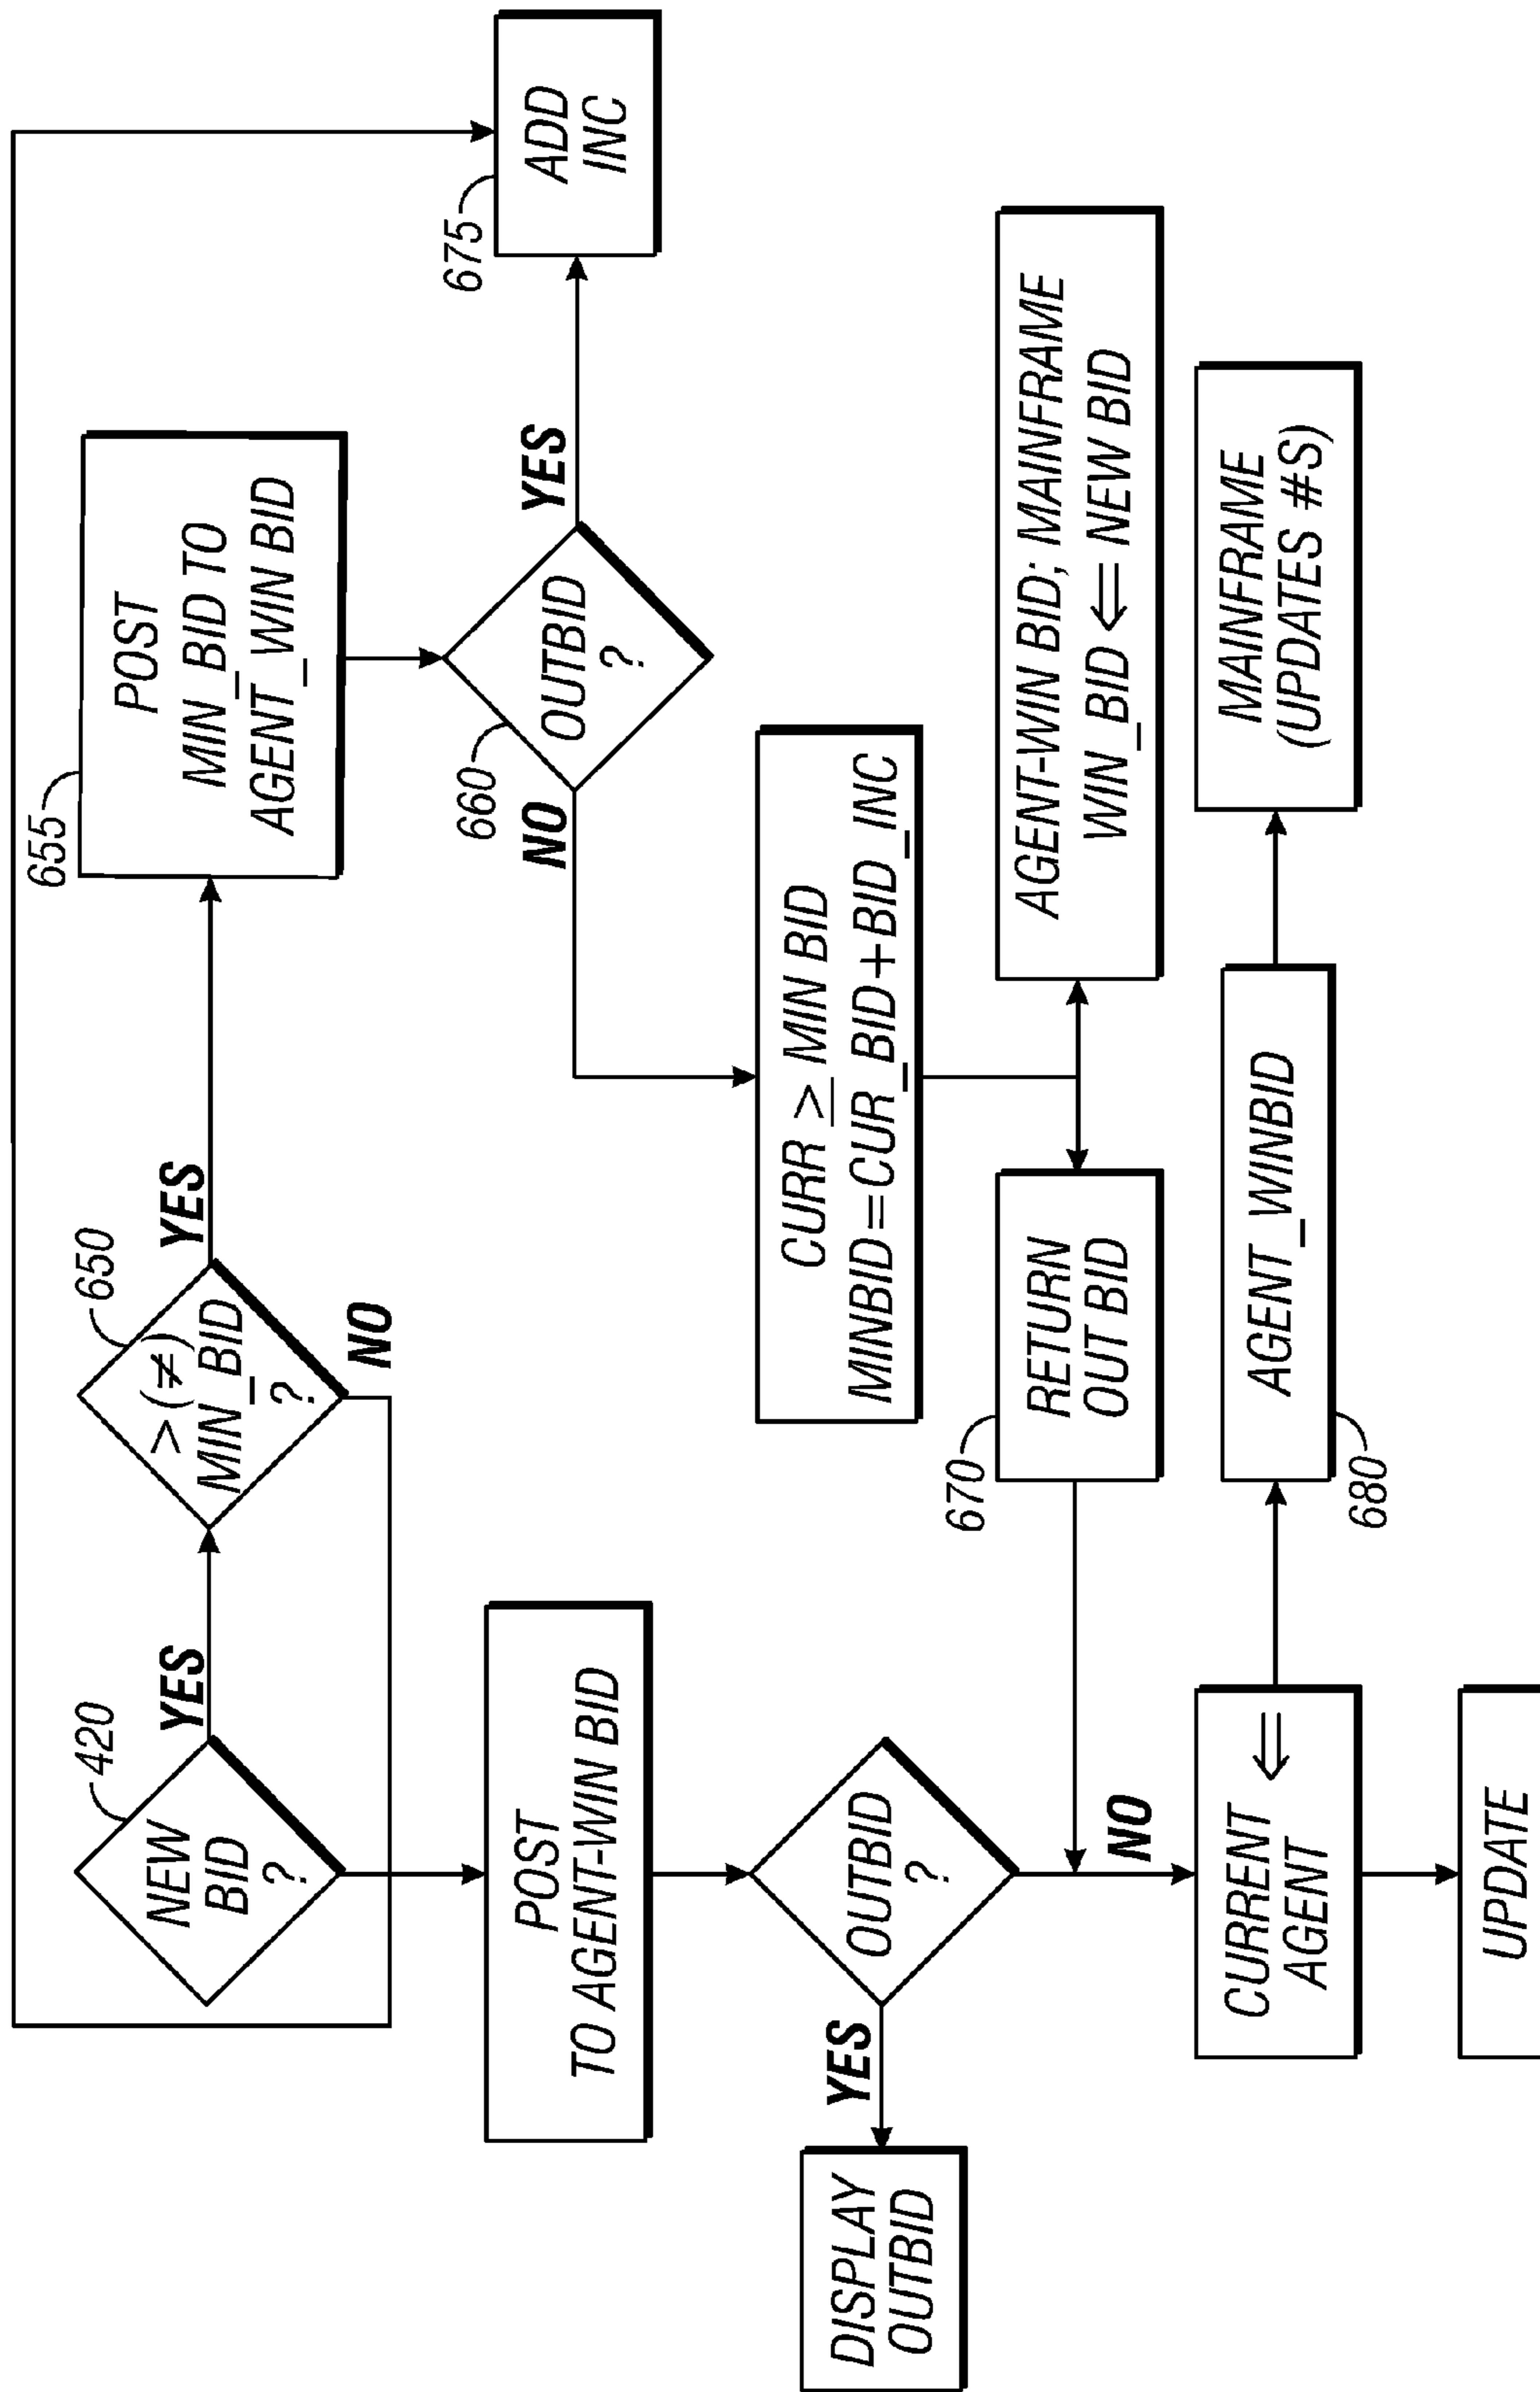 420
NEW
BID
?
YES
650
> (≠)
MIN_BID
?
YES
NO
655
POST
MIN_BID TO
AGENT_WIN BID
660
OUTBID
?
YES
NO
675
ADD
INC
POST
TO AGENT-WIN BID
CURR ≥ MIN BID
MINBID=CUR_BID+BID_INC
OUTBID
?
YES
NO
DISPLAY
OUTBID
670
RETURN
OUT BID
AGENT-WIN BID; MAINFRAME
WIN_BID ⇐ NEW BID
CURRENT ⇐
AGENT
AGENT_WINBID
680
MAINFRAME
(UPDATES #S)
UPDATE